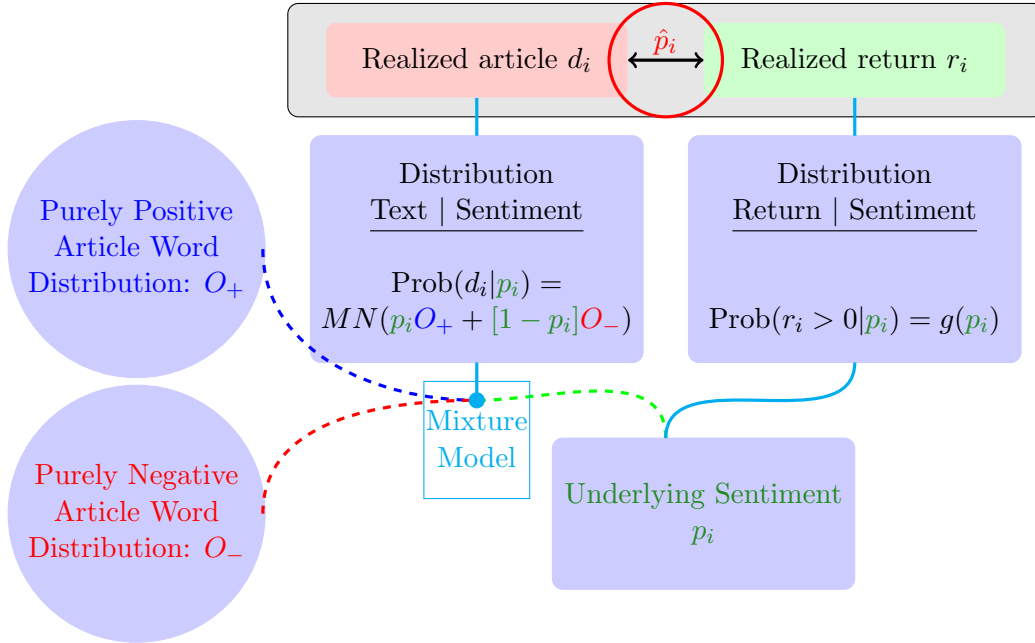 Realized article d_i
p̂_i
Realized return r_i
Distribution
Text | Sentiment
Prob(d_i|p_i) =
MN(p_iO_+ + [1 − p_i]O_−)
Distribution
Return | Sentiment
Prob(r_i > 0|p_i) = g(p_i)
Purely Positive
Article Word
Distribution: O_+
Purely Negative
Article Word
Distribution: O_−
Mixture
Model
Underlying Sentiment
p_i